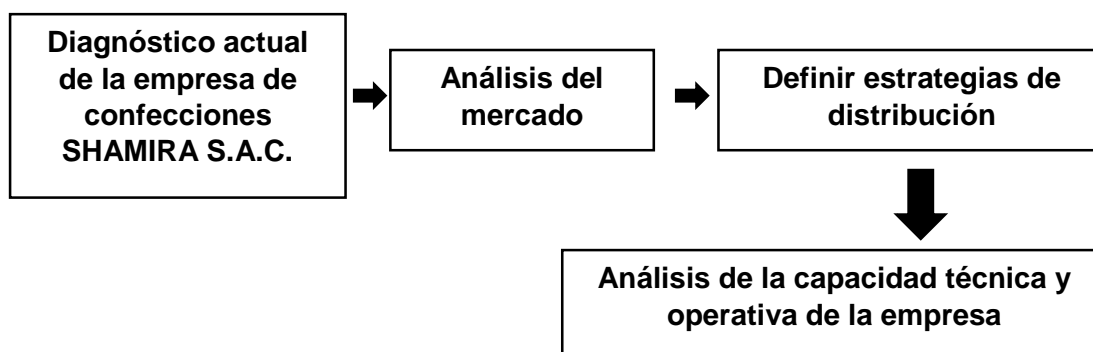 Diagnóstico actual
de la empresa de
confecciones
SHAMIRA S.A.C.
Análisis del
mercado
Definir estrategias de
distribución
Análisis de la capacidad técnica y
operativa de la empresa